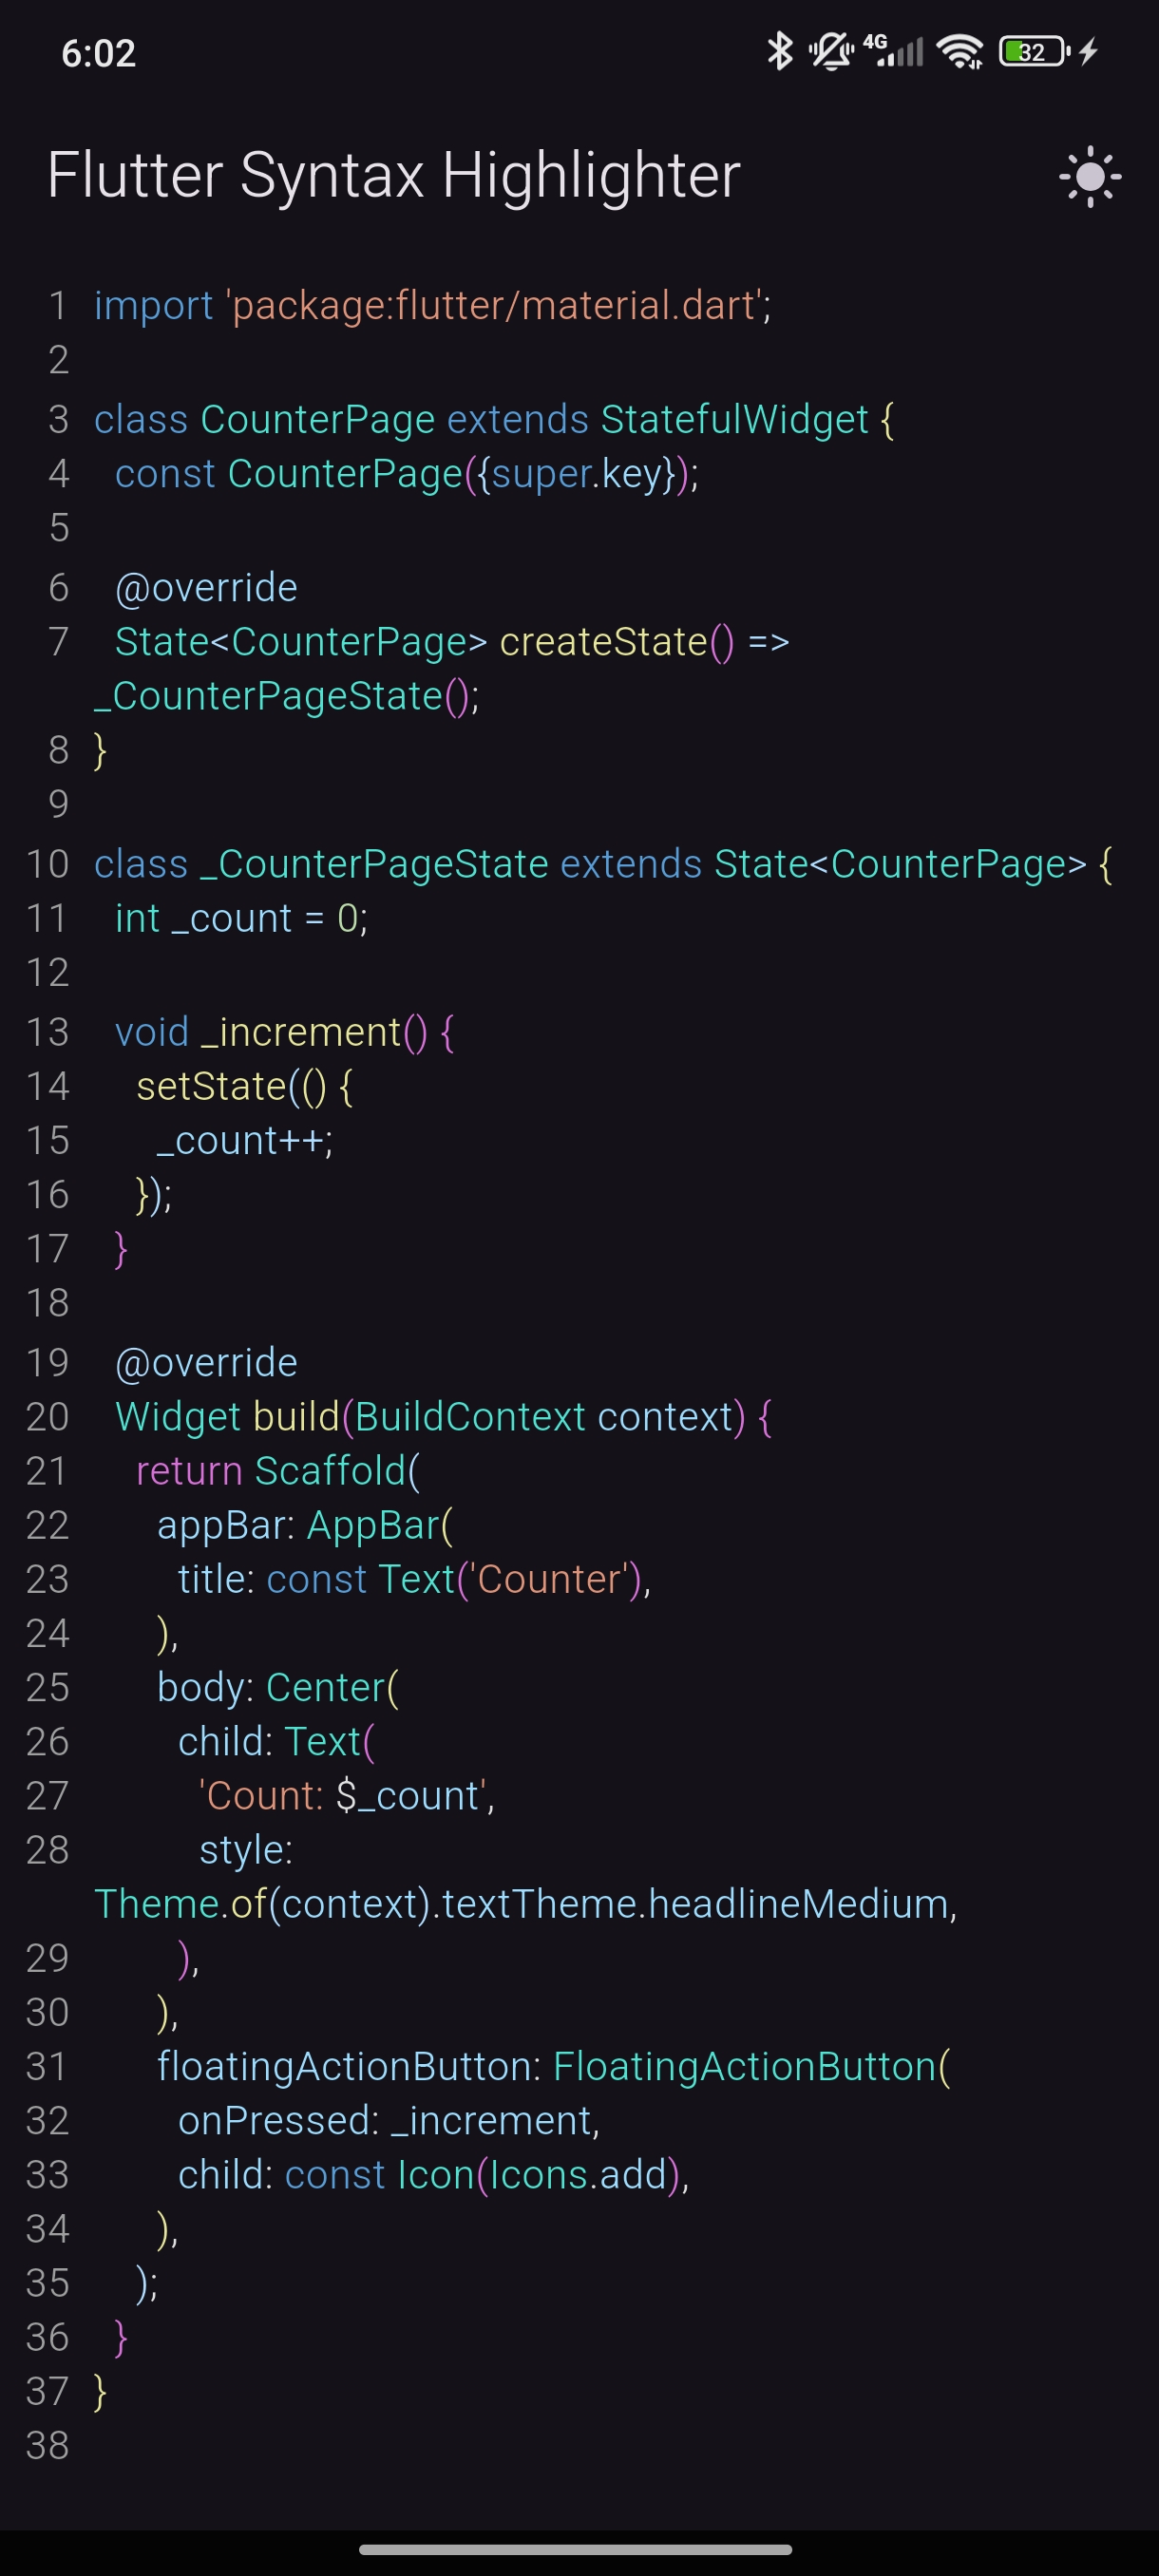 6:02
4G
32
Flutter Syntax Highlighter
1 import 'package:flutter/material.dart';
2
3 class CounterPage extends StatefulWidget {
4   const CounterPage({super.key});
5
6   @override
7   State<CounterPage> createState() =>
_CounterPageState();
8 }
9
10 class _CounterPageState extends State<CounterPage> {
11   int _count = 0;
12
13   void _increment() {
14     setState(() {
15       _count++;
16     });
17   }
18
19   @override
20   Widget build(BuildContext context) {
21     return Scaffold(
22       appBar: AppBar(
23         title: const Text('Counter'),
24       ),
25       body: Center(
26         child: Text(
27           'Count: $_count',
28           style:
Theme.of(context).textTheme.headlineMedium,
29         ),
30       ),
31       floatingActionButton: FloatingActionButton(
32         onPressed: _increment,
33         child: const Icon(Icons.add),
34       ),
35     );
36   }
37 }
38